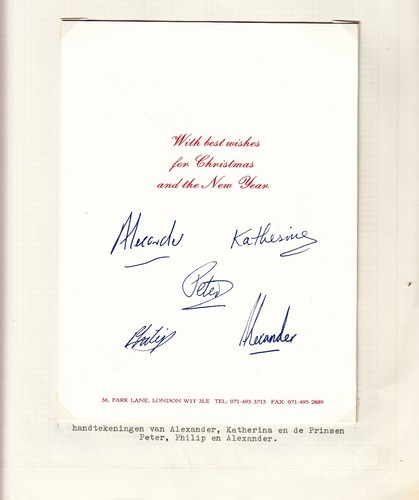 With best wishes
for Christmas
and the New Year
Alexander Katherine
Peter
Philip Alexander
36, PARK LANE, LONDON W1Y 3LE TEL: 071-493 3715 FAX: 071-495 2889
handtekeningen van Alexander, Katherina en de Prinsen
Peter, Philip en Alexander.